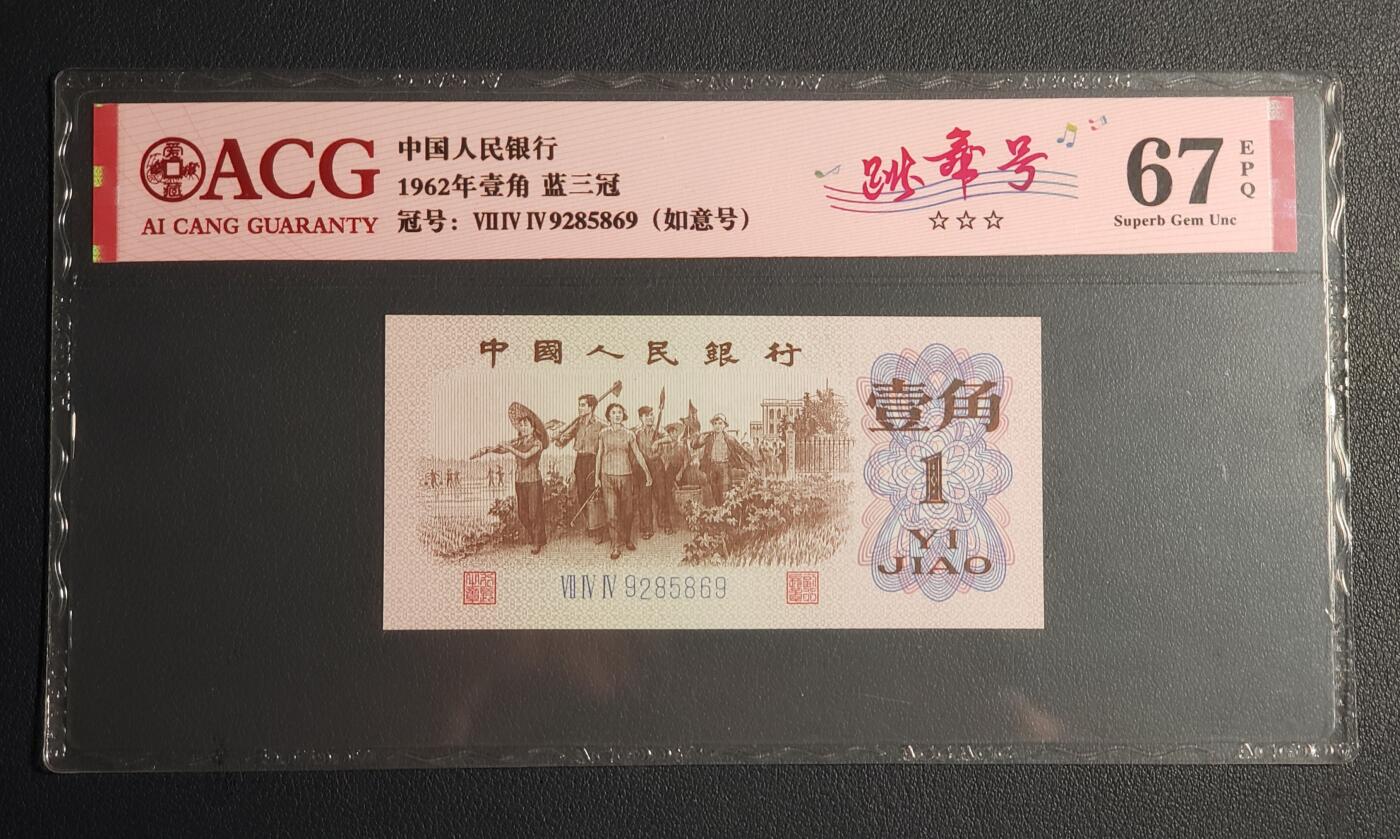 ACG
AI CANG GUARANTY
中国人民银行
1962年壹角 蓝三冠
冠号：ⅦⅣⅣ9285869（如意号）
跳舞号
☆☆☆
67
EPQ
Superb Gem Unc
中國人民銀行
壹角
1
YI
JIAO
ⅦⅣⅣ 9285869